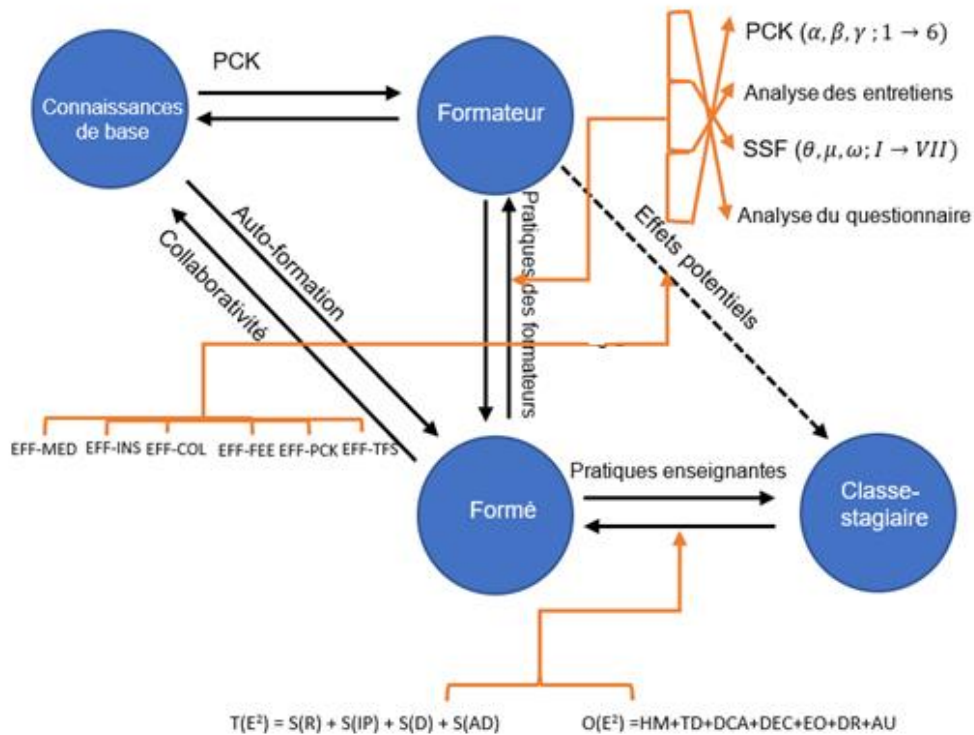 PCK
PCK (α, β, γ ; 1 → 6)
Connaissances
de base
Formateur
Analyse des entretiens
SSF (θ, μ, ω; I → VII)
Analyse du questionnaire
Auto-formation
Collaborativité
Pratiques des formateurs
Effets potentiels
EFF-MED
EFF-INS
EFF-COL
EFF-FEE
EFF-PCK
EFF-TFS
Formé
Pratiques enseignantes
Classe-
stagiaire
T(E²) = S(R) + S(IP) + S(D) + S(AD)
O(E²) =HM+TD+DCA+DEC+EO+DR+AU